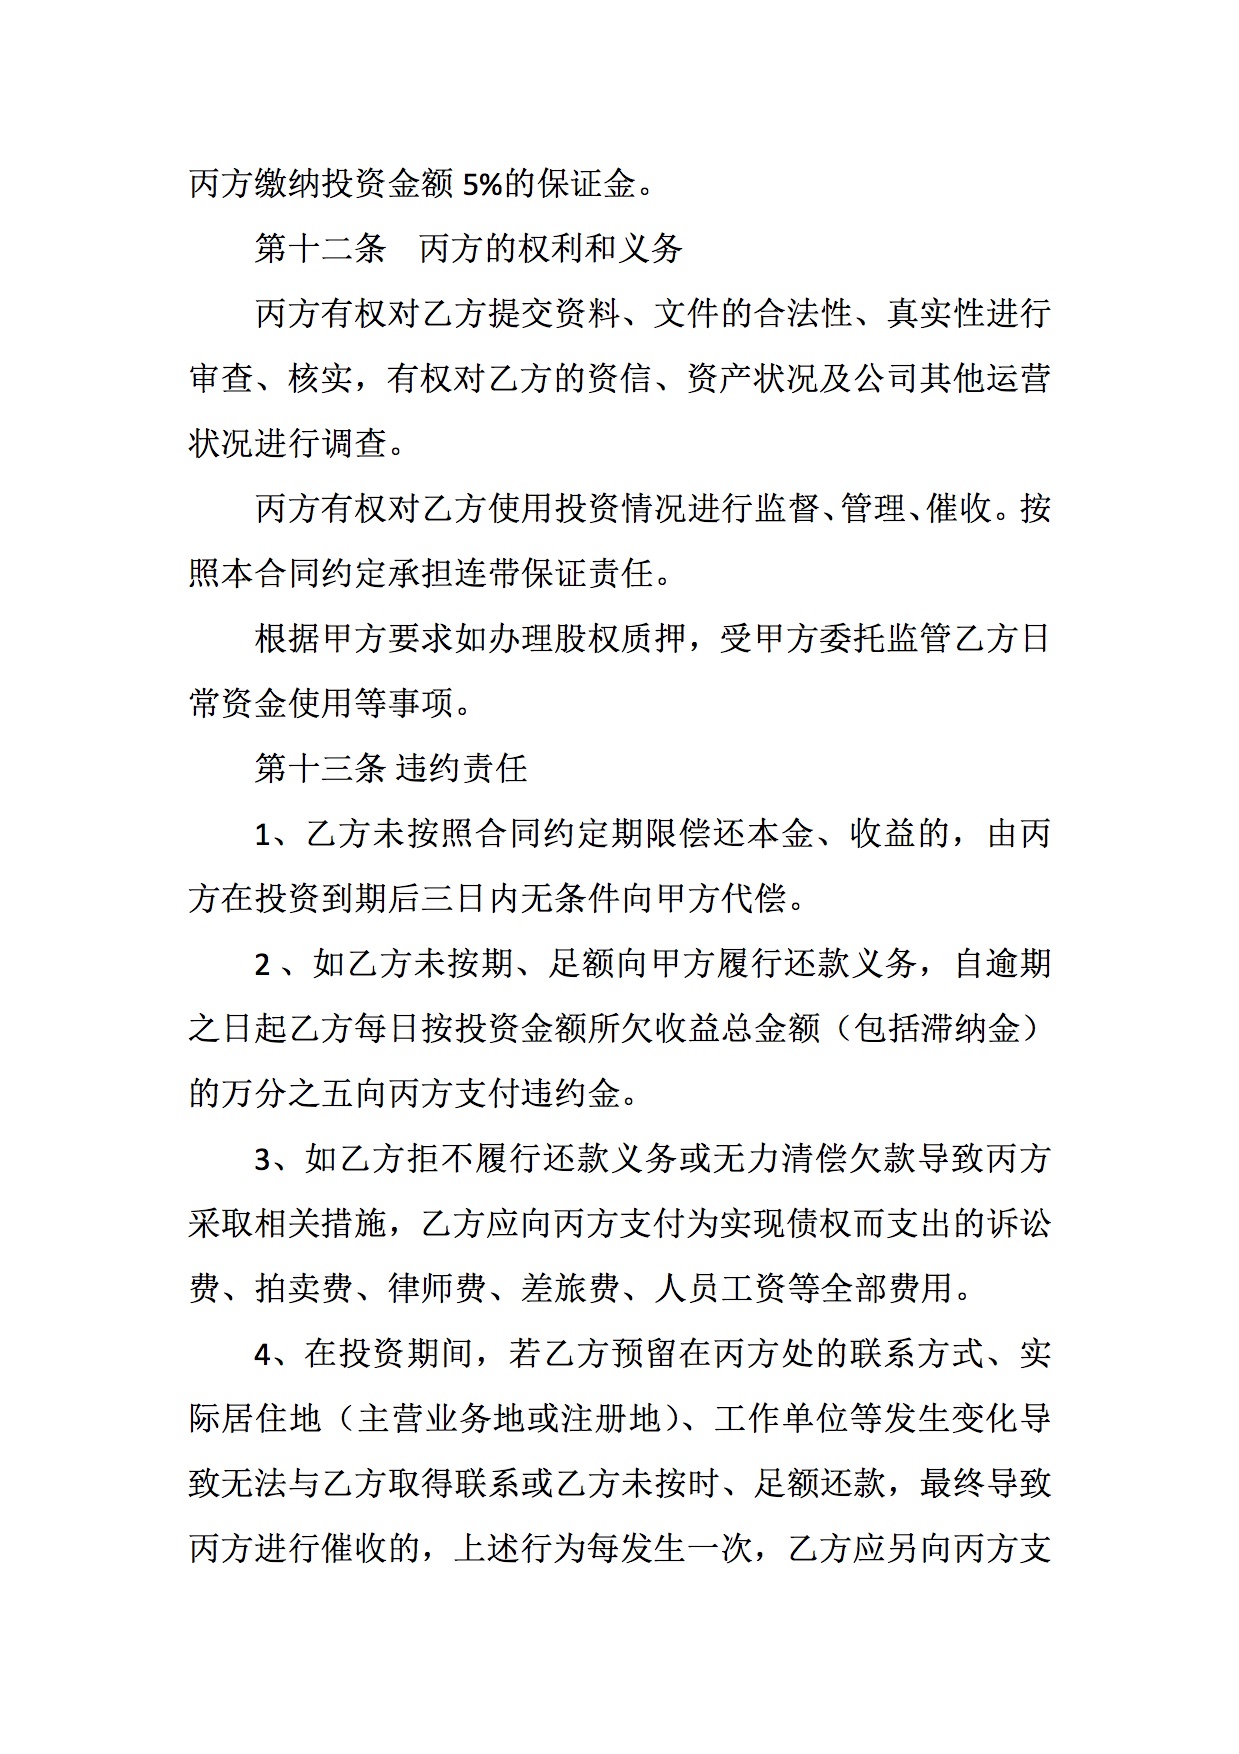 丙方缴纳投资金额 5%的保证金。
第十二条　丙方的权利和义务
丙方有权对乙方提交资料、文件的合法性、真实性进行
审查、核实，有权对乙方的资信、资产状况及公司其他运营
状况进行调查。
丙方有权对乙方使用投资情况进行监督、管理、催收。按
照本合同约定承担连带保证责任。
根据甲方要求如办理股权质押，受甲方委托监管乙方日
常资金使用等事项。
第十三条 违约责任
1、乙方未按照合同约定期限偿还本金、收益的，由丙
方在投资到期后三日内无条件向甲方代偿。
2 、如乙方未按期、足额向甲方履行还款义务，自逾期
之日起乙方每日按投资金额所欠收益总金额（包括滞纳金）
的万分之五向丙方支付违约金。
3、如乙方拒不履行还款义务或无力清偿欠款导致丙方
采取相关措施，乙方应向丙方支付为实现债权而支出的诉讼
费、拍卖费、律师费、差旅费、人员工资等全部费用。
4、在投资期间，若乙方预留在丙方处的联系方式、实
际居住地（主营业务地或注册地）、工作单位等发生变化导
致无法与乙方取得联系或乙方未按时、足额还款，最终导致
丙方进行催收的，上述行为每发生一次，乙方应另向丙方支